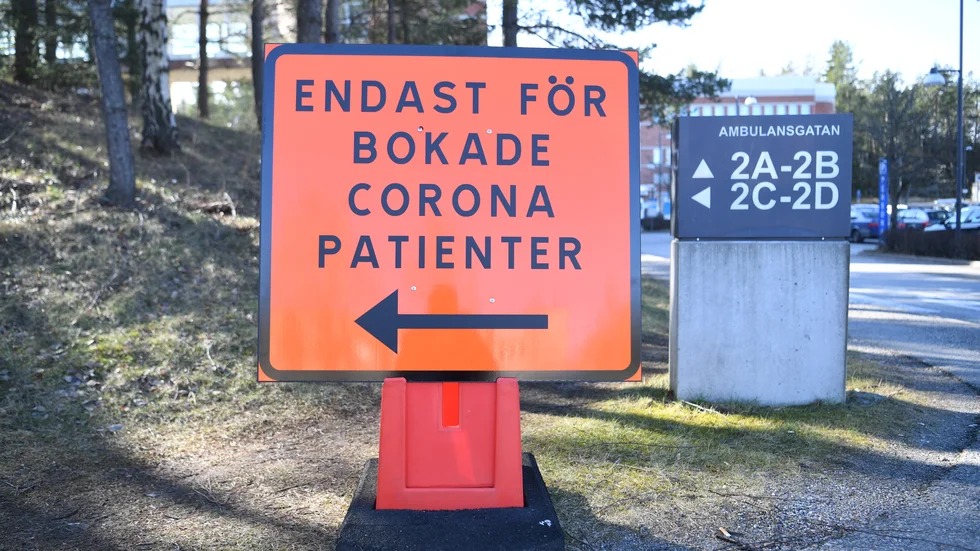 ENDAST FÖR
BOKADE
CORONA
PATIENTER
AMBULANSGATAN
2A-2B
2C-2D